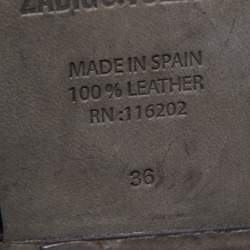 MADE IN SPAIN
100 % LEATHER
RN :116202
36